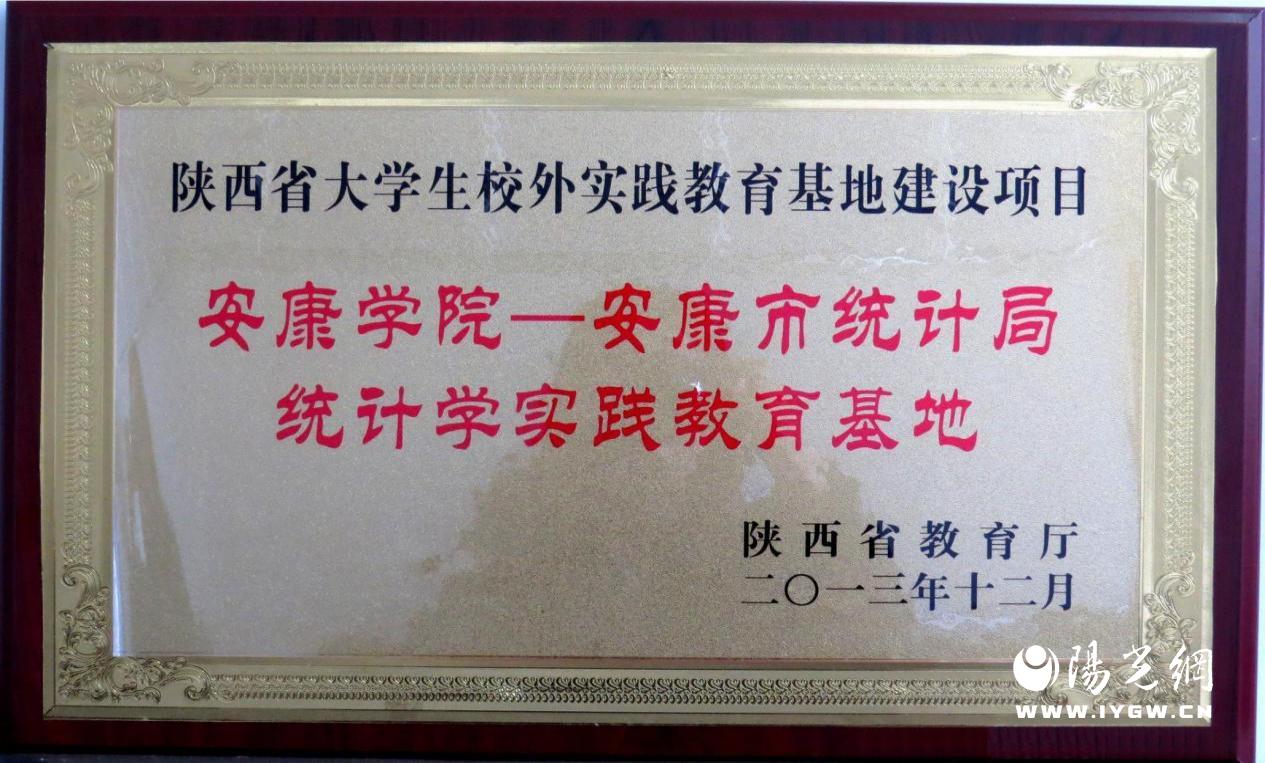 陕西省大学生校外实践教育基地建设项目
安康学院—安康市统计局
统计学实践教育基地
陕西省教育厅
二〇一三年十二月
陽光網
WWW.IYGW.CN